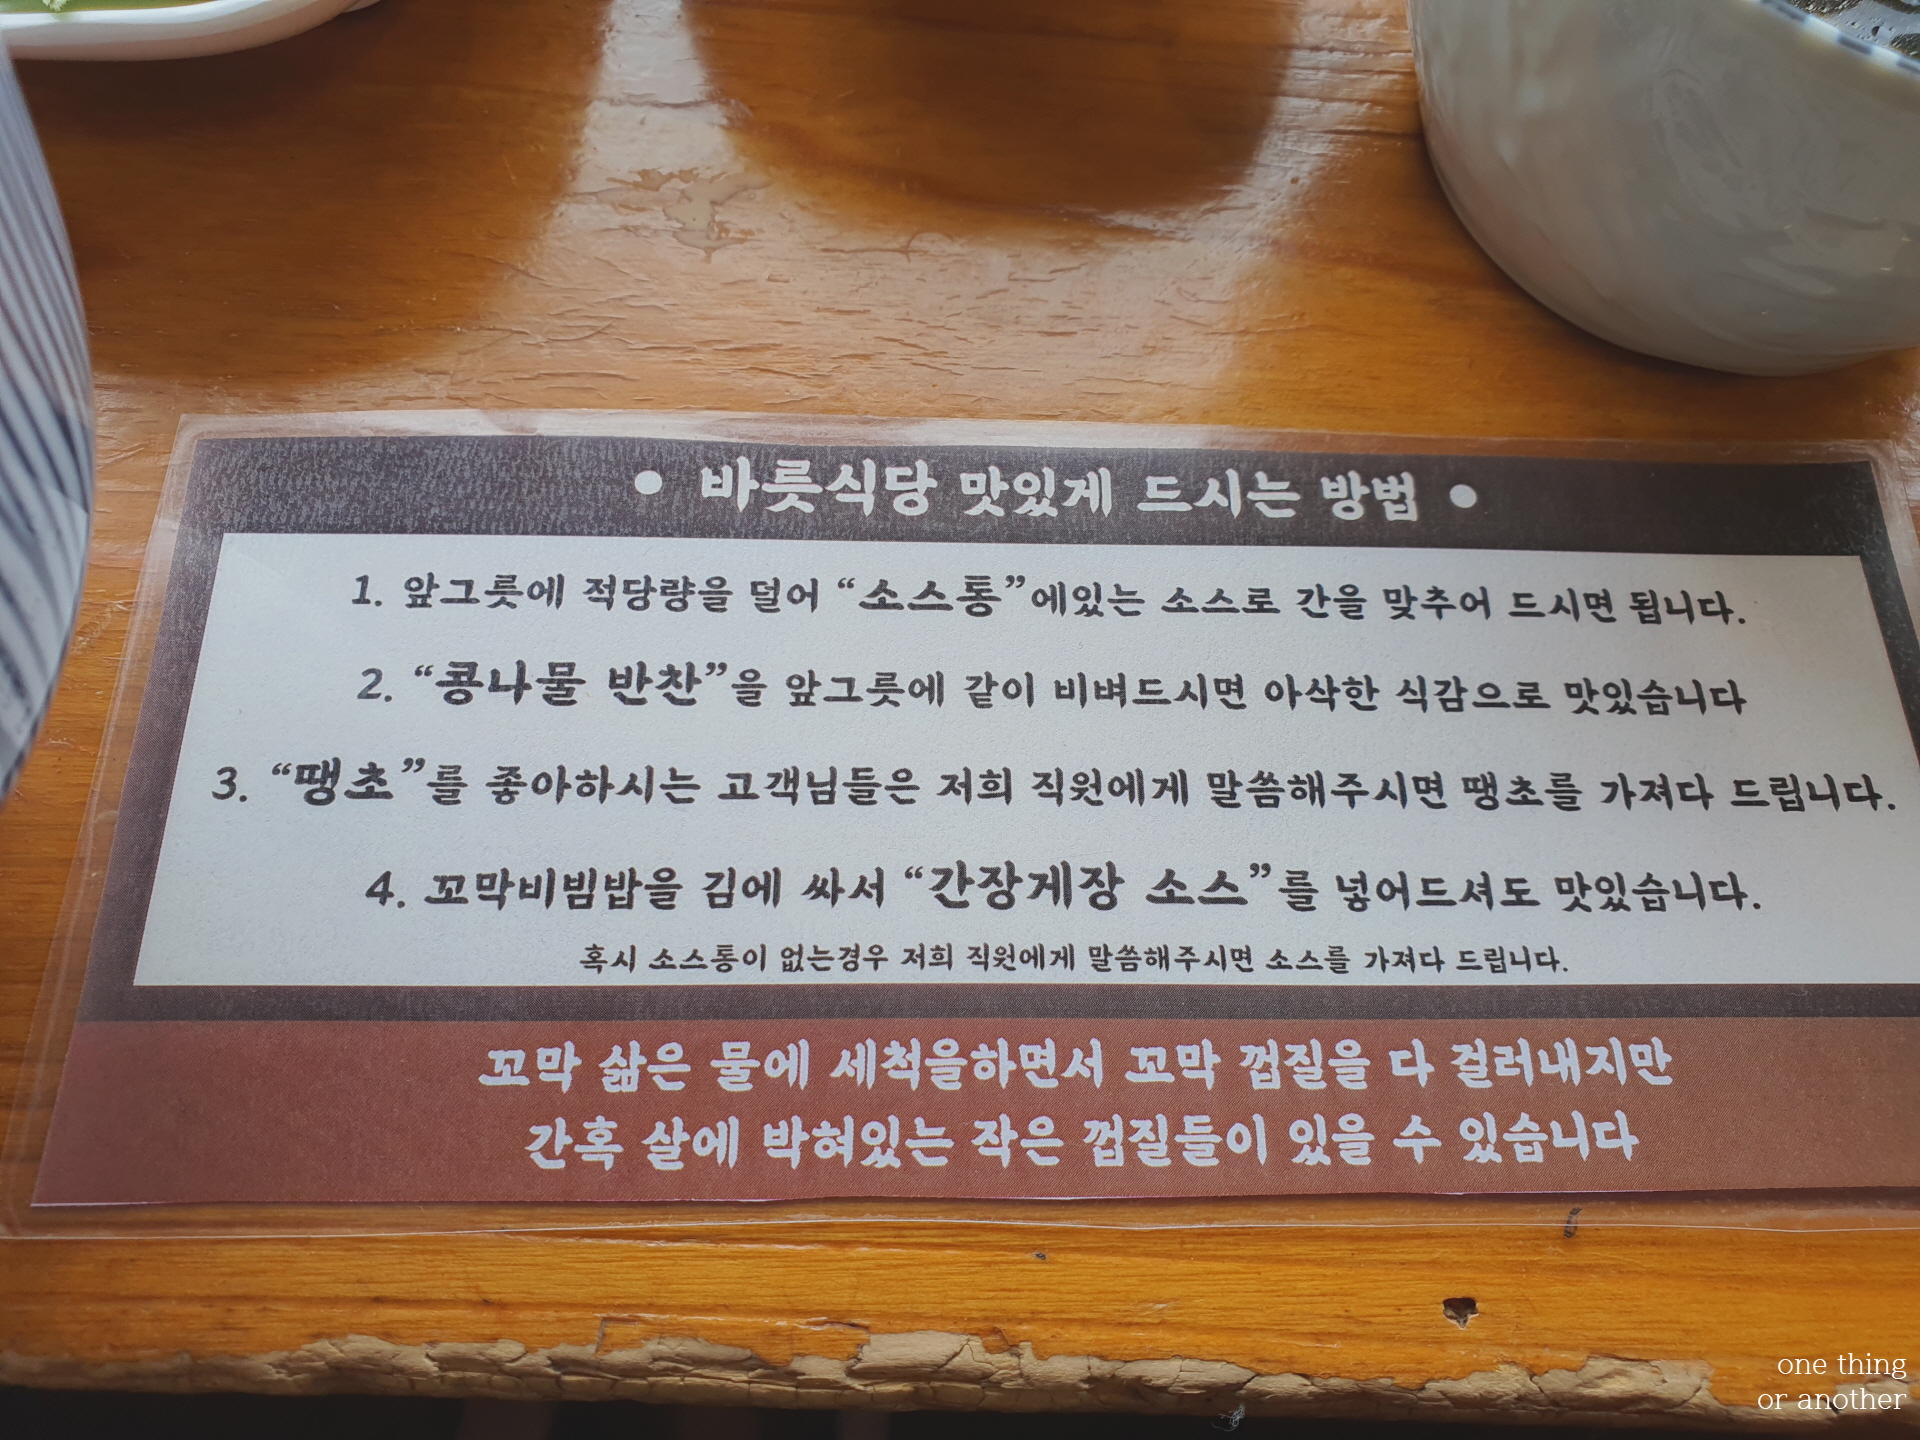 • 바릇식당 맛있게 드시는 방법 •
1. 앞그릇에 적당량을 덜어 “소스통”에있는 소스로 간을 맞추어 드시면 됩니다.
2. “콩나물 반찬”을 앞그릇에 같이 비벼드시면 아삭한 식감으로 맛있습니다
3. “땡초”를 좋아하시는 고객님들은 저희 직원에게 말씀해주시면 땡초를 가져다 드립니다.
4. 꼬막비빔밥을 김에 싸서 “간장게장 소스”를 넣어드셔도 맛있습니다.
혹시 소스통이 없는경우 저희 직원에게 말씀해주시면 소스를 가져다 드립니다.
꼬막 삶은 물에 세척을하면서 꼬막 껍질을 다 걸러내지만
간혹 살에 박혀있는 작은 껍질들이 있을 수 있습니다
one thing
or another